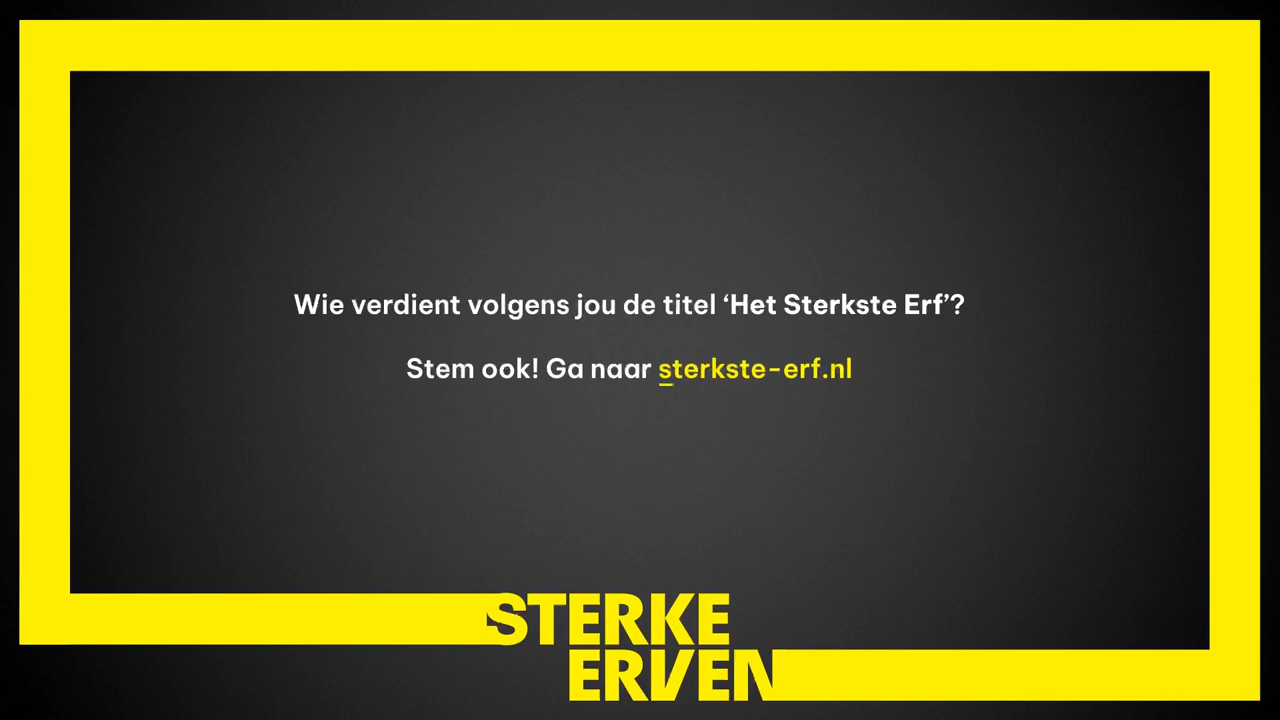 Wie verdient volgens jou de titel ‘Het Sterkste Erf’?
Stem ook! Ga naar sterkste-erf.nl
STERKE
ERVEN